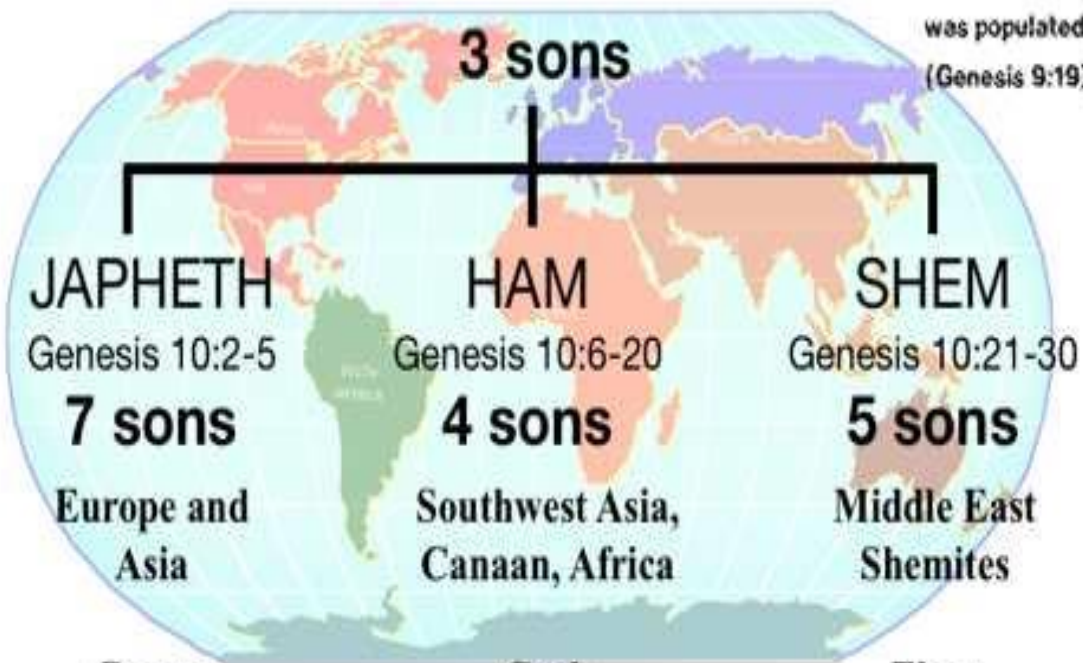 was populated
(Genesis 9:19)
3 sons
JAPHETH
Genesis 10:2-5
7 sons
Europe and
Asia
HAM
Genesis 10:6-20
4 sons
Southwest Asia,
Canaan, Africa
SHEM
Genesis 10:21-30
5 sons
Middle East
Shemites